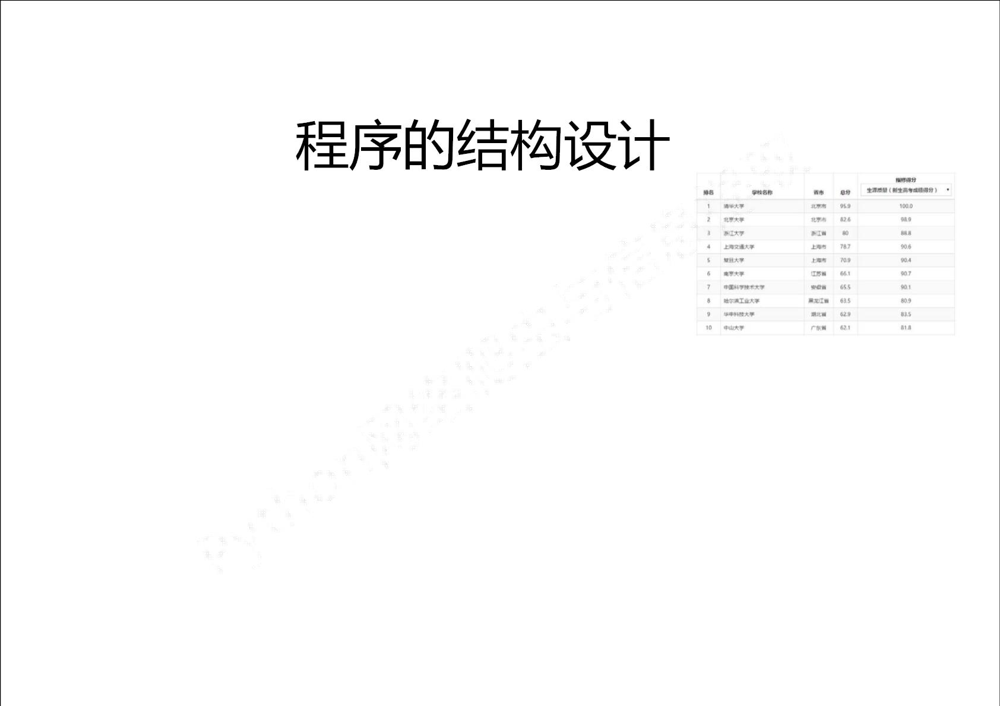 程序的结构设计
指标得分
排名 学校名称 省市 总分 生源质量（新生高考成绩得分）
1 清华大学 北京市 95.9 100.0
2 北京大学 北京市 82.6 98.9
3 浙江大学 浙江省 80 88.8
4 上海交通大学 上海市 78.7 90.6
5 复旦大学 上海市 70.9 90.4
6 南京大学 江苏省 66.1 90.7
7 中国科学技术大学 安徽省 65.5 90.1
8 哈尔滨工业大学 黑龙江省 63.5 80.9
9 华中科技大学 湖北省 62.9 83.5
10 中山大学 广东省 62.1 81.8